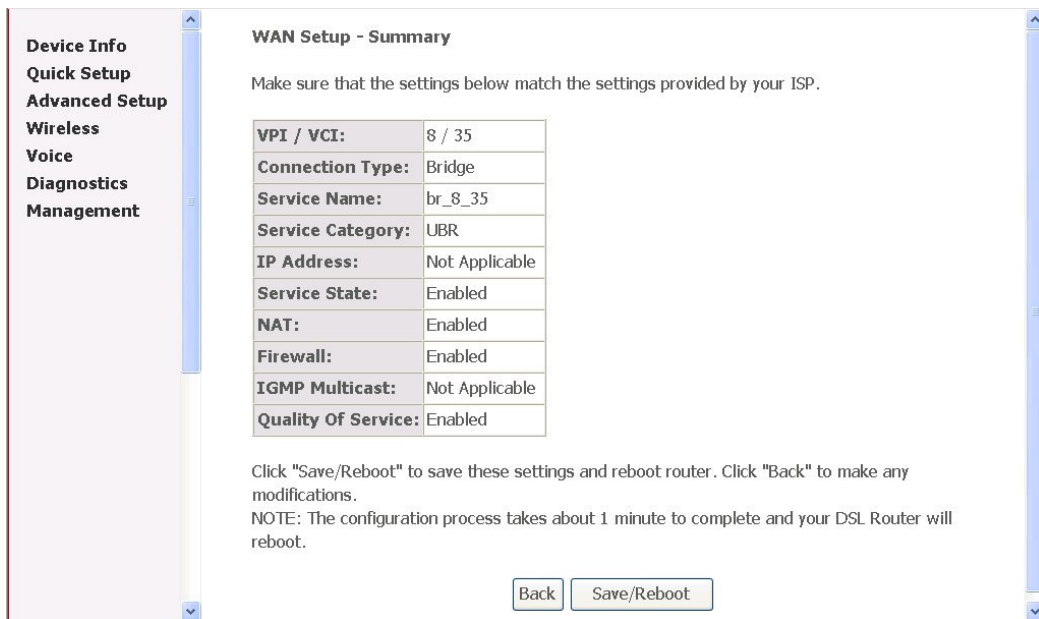 Device Info
Quick Setup
Advanced Setup
Wireless
Voice
Diagnostics
Management
WAN Setup - Summary
Make sure that the settings below match the settings provided by your ISP.
VPI / VCI: 8 / 35
Connection Type: Bridge
Service Name: br_8_35
Service Category: UBR
IP Address: Not Applicable
Service State: Enabled
NAT: Enabled
Firewall: Enabled
IGMP Multicast: Not Applicable
Quality Of Service: Enabled
Click "Save/Reboot" to save these settings and reboot router. Click "Back" to make any
modifications.
NOTE: The configuration process takes about 1 minute to complete and your DSL Router will
reboot.
Back Save/Reboot